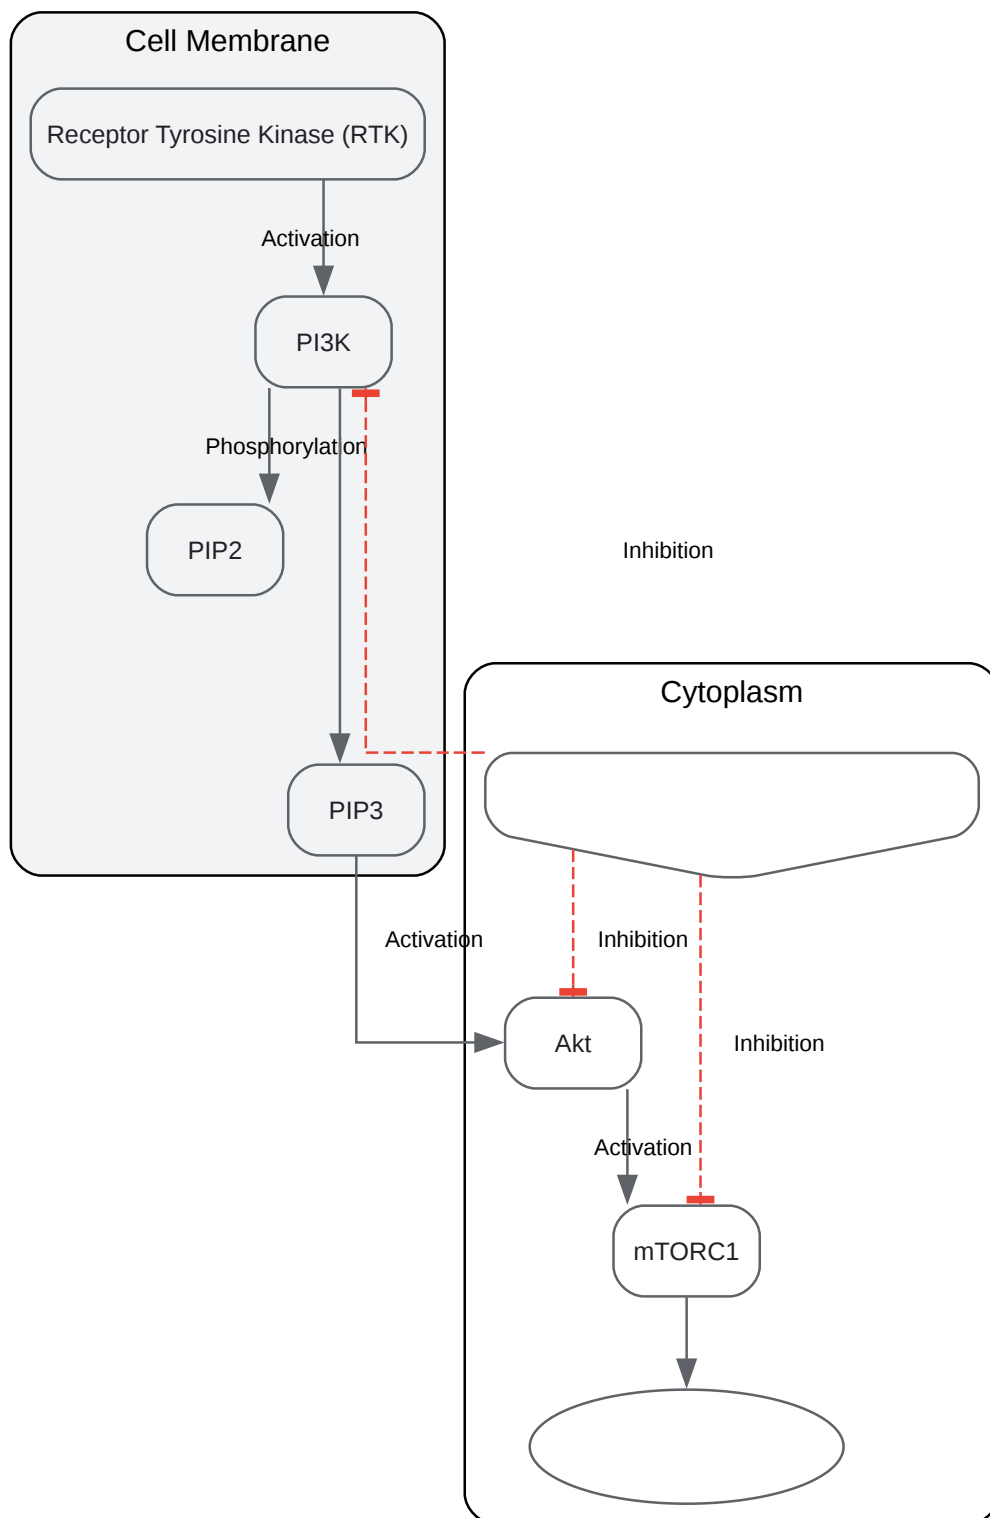 Cell Membrane
Receptor Tyrosine Kinase (RTK)
Activation
PI3K
Phosphorylation
PIP2
Inhibition
Cytoplasm
PIP3
Activation
Inhibition
Akt
Inhibition
Activation
mTORC1